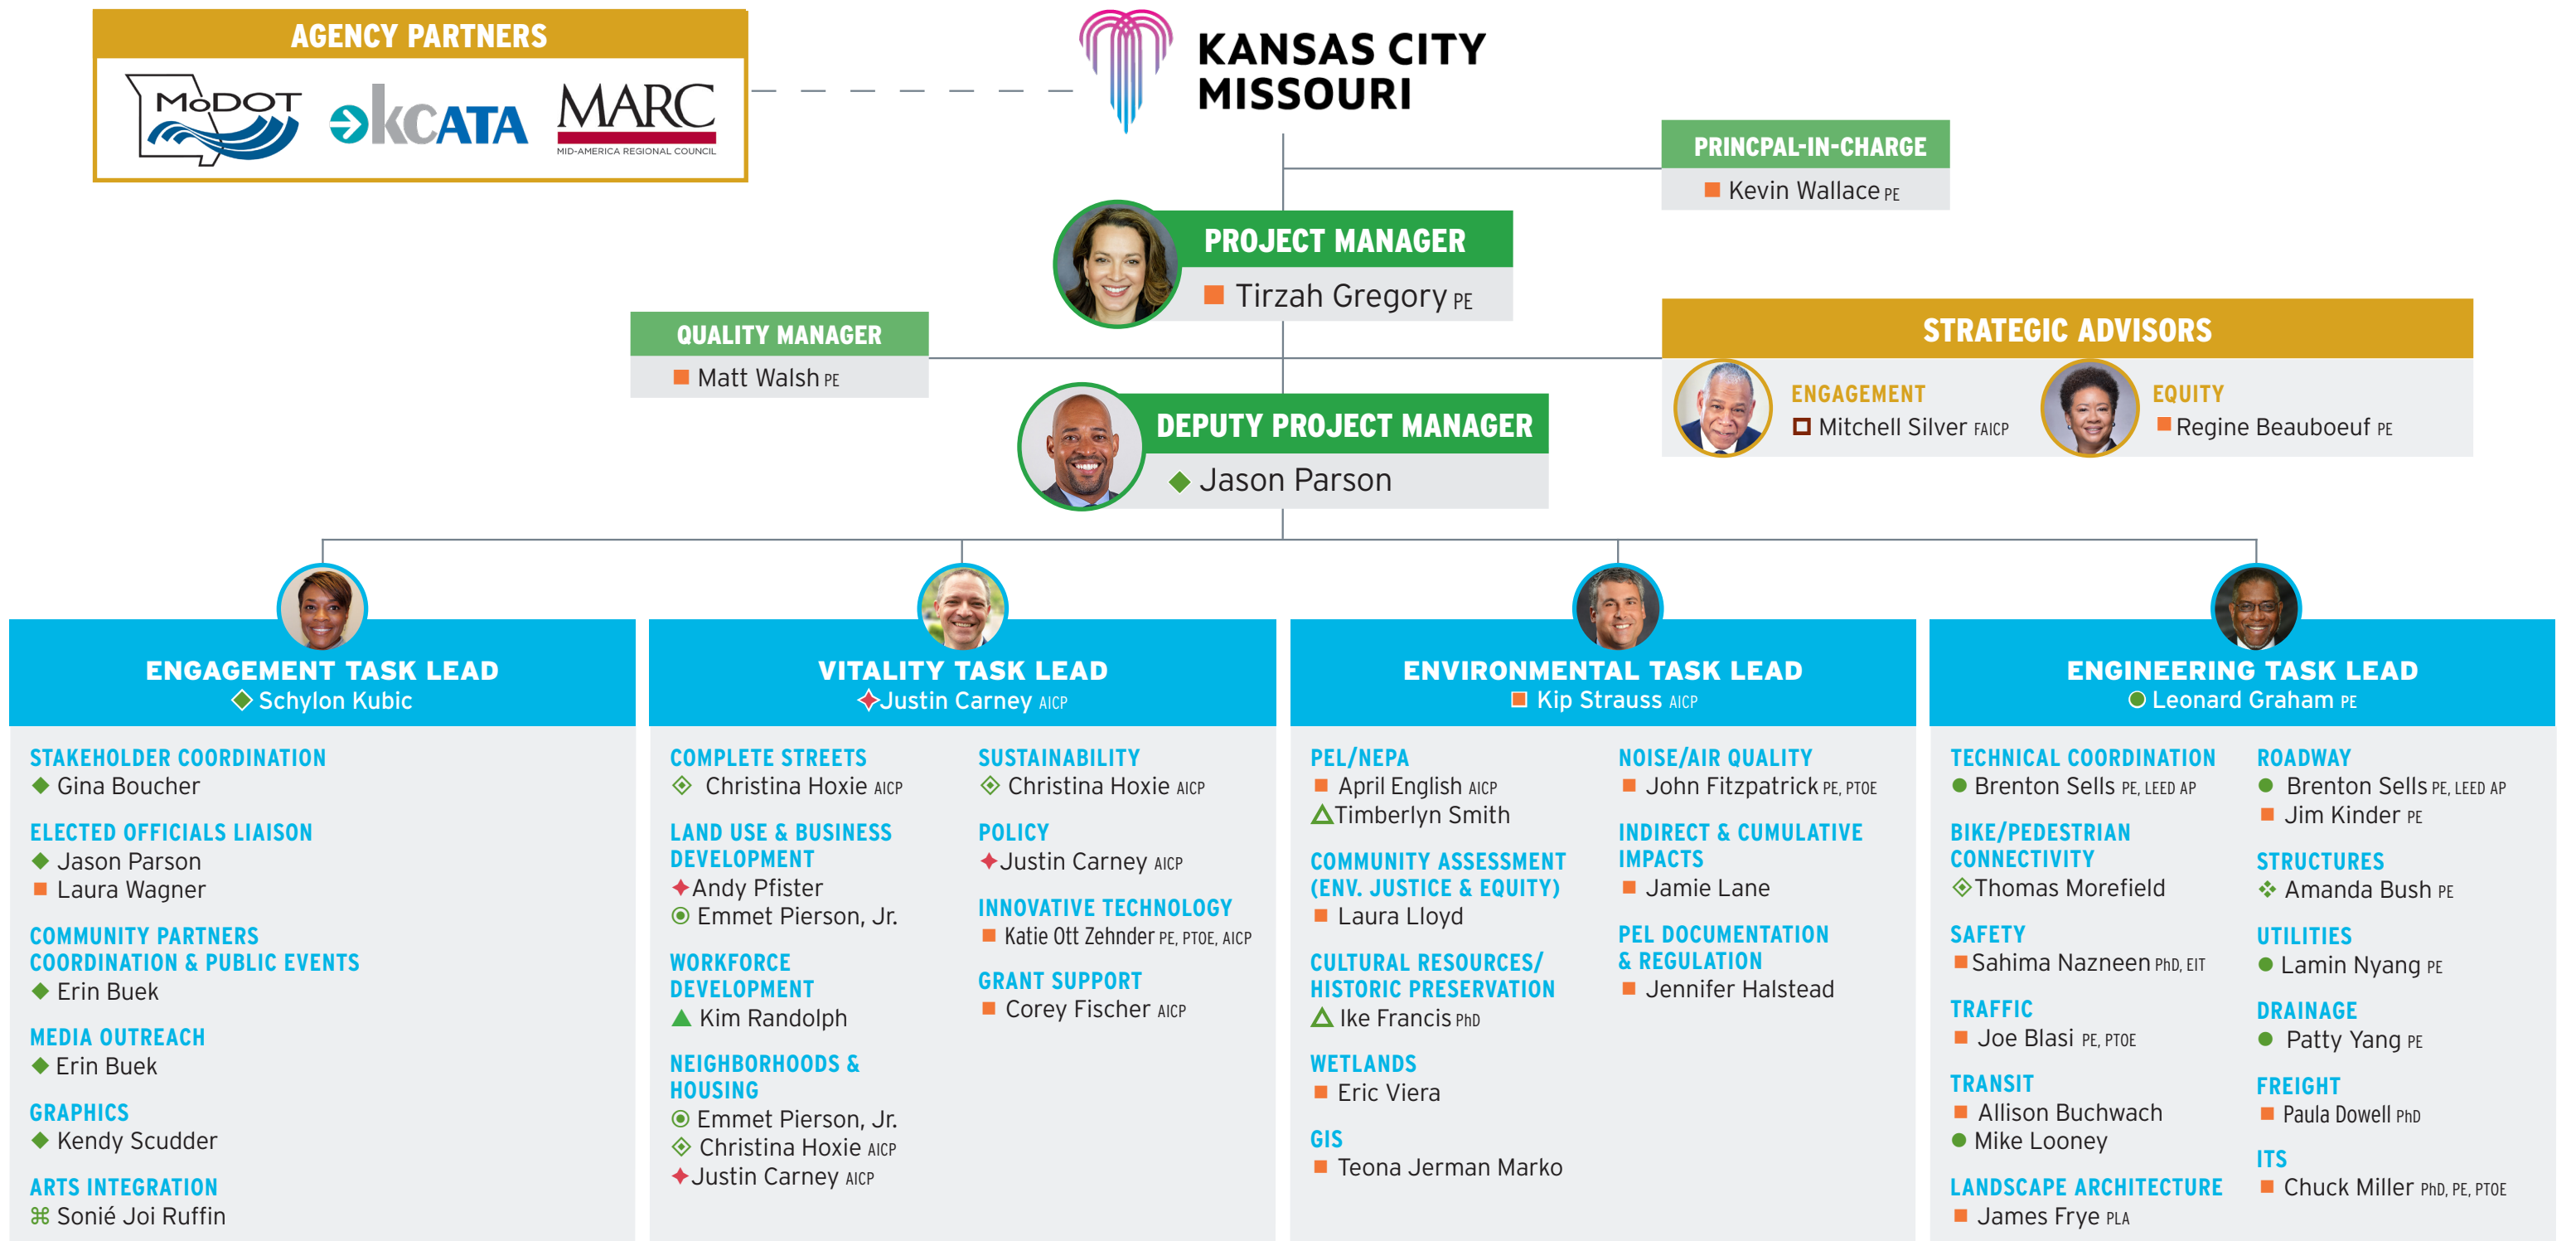 AGENCY PARTNERS
MoDOT
kcATA
MARC
MID-AMERICA REGIONAL COUNCIL
KANSAS CITY
MISSOURI
PRINCPAL-IN-CHARGE
Kevin Wallace PE
PROJECT MANAGER
Tirzah Gregory PE
QUALITY MANAGER
Matt Walsh PE
STRATEGIC ADVISORS
ENGAGEMENT
Mitchell Silver FAICP
EQUITY
Regine Beauboeuf PE
DEPUTY PROJECT MANAGER
Jason Parson
ENGAGEMENT TASK LEAD
Schylon Kubic
STAKEHOLDER COORDINATION
Gina Boucher
ELECTED OFFICIALS LIAISON
Jason Parson
Laura Wagner
COMMUNITY PARTNERS
COORDINATION & PUBLIC EVENTS
Erin Buek
MEDIA OUTREACH
Erin Buek
GRAPHICS
Kendy Scudder
ARTS INTEGRATION
Sonié Joi Ruffin
VITALITY TASK LEAD
Justin Carney AICP
COMPLETE STREETS
Christina Hoxie AICP
LAND USE & BUSINESS
DEVELOPMENT
Andy Pfister
Emmet Pierson, Jr.
WORKFORCE
DEVELOPMENT
Kim Randolph
NEIGHBORHOODS &
HOUSING
Emmet Pierson, Jr.
Christina Hoxie AICP
Justin Carney AICP
SUSTAINABILITY
Christina Hoxie AICP
POLICY
Justin Carney AICP
INNOVATIVE TECHNOLOGY
Katie Ott Zehnder PE, PTOE, AICP
GRANT SUPPORT
Corey Fischer AICP
ENVIRONMENTAL TASK LEAD
Kip Strauss AICP
PEL/NEPA
April English AICP
Timberlyn Smith
COMMUNITY ASSESSMENT
(ENV. JUSTICE & EQUITY)
Laura Lloyd
CULTURAL RESOURCES/
HISTORIC PRESERVATION
Ike Francis PhD
WETLANDS
Eric Viera
GIS
Teona Jerman Marko
NOISE/AIR QUALITY
John Fitzpatrick PE, PTOE
INDIRECT & CUMULATIVE
IMPACTS
Jamie Lane
PEL DOCUMENTATION
& REGULATION
Jennifer Halstead
ENGINEERING TASK LEAD
Leonard Graham PE
TECHNICAL COORDINATION
Brenton Sells PE, LEED AP
BIKE/PEDESTRIAN
CONNECTIVITY
Thomas Morefield
SAFETY
Sahima Nazneen PhD, EIT
TRAFFIC
Joe Blasi PE, PTOE
TRANSIT
Allison Buchwach
Mike Looney
LANDSCAPE ARCHITECTURE
James Frye PLA
ROADWAY
Brenton Sells PE, LEED AP
Jim Kinder PE
STRUCTURES
Amanda Bush PE
UTILITIES
Lamin Nyang PE
DRAINAGE
Patty Yang PE
FREIGHT
Paula Dowell PhD
ITS
Chuck Miller PhD, PE, PTOE